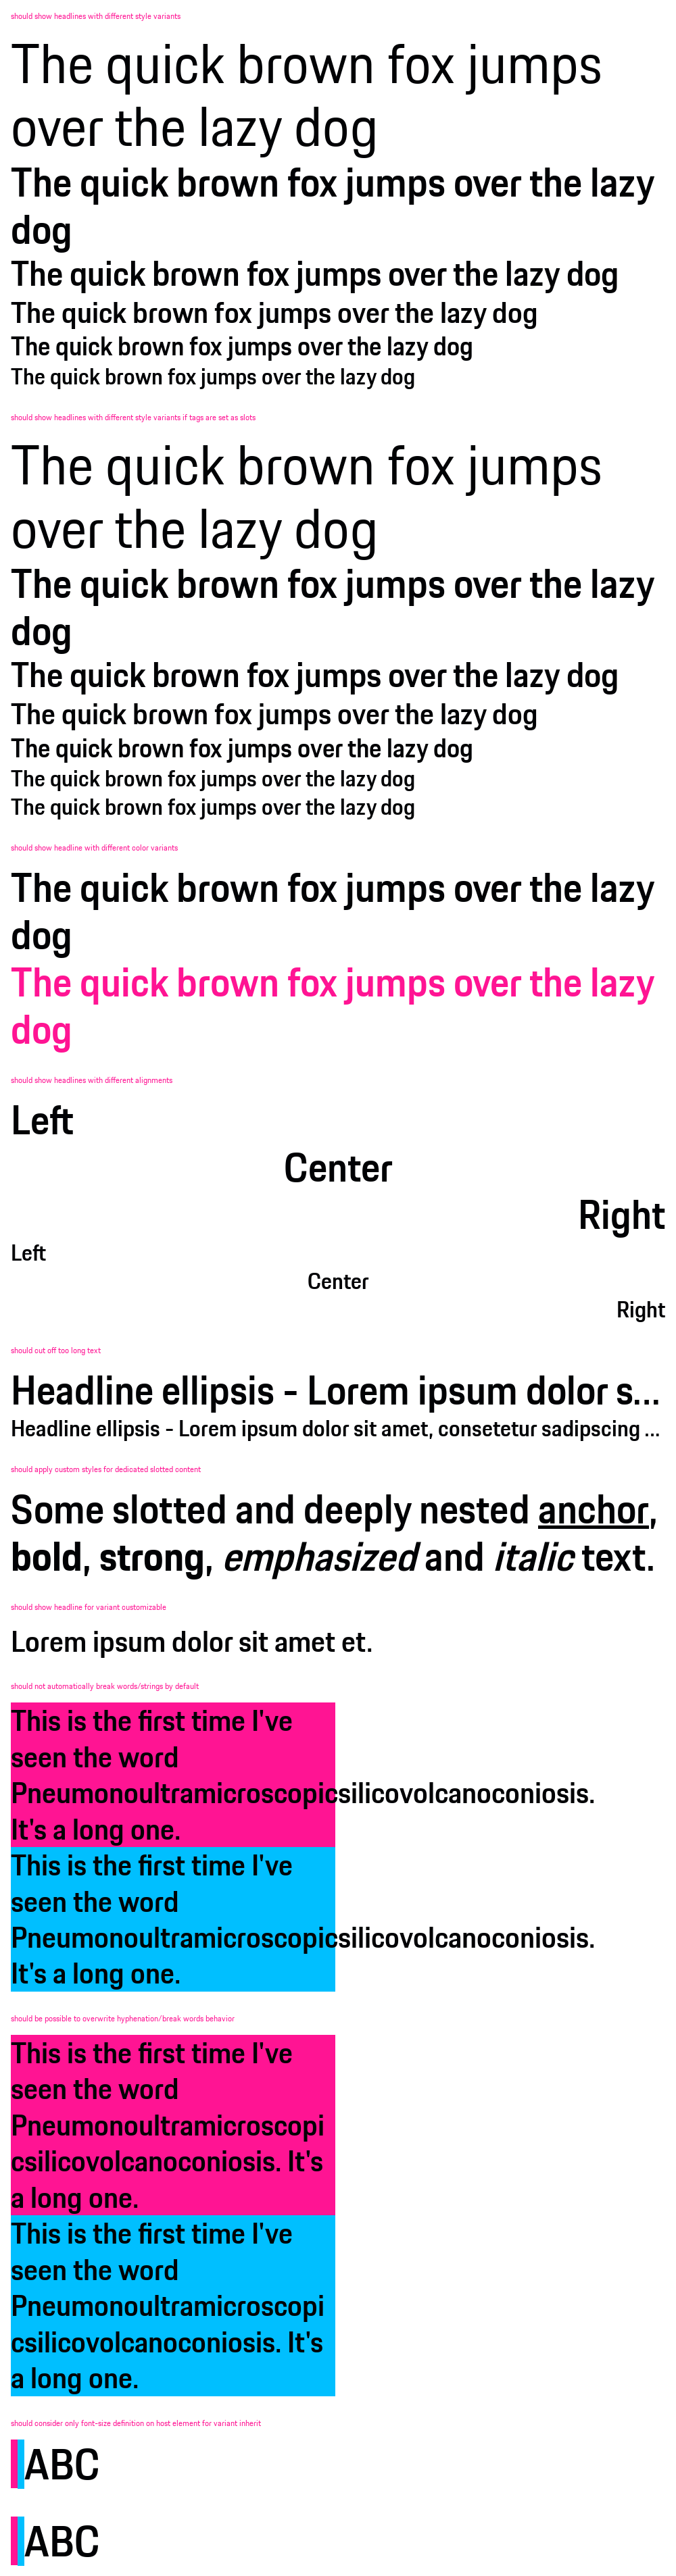 should show headlines with different style variants
The quick brown fox jumps
over the lazy dog
The quick brown fox jumps over the lazy
dog
The quick brown fox jumps over the lazy dog
The quick brown fox jumps over the lazy dog
The quick brown fox jumps over the lazy dog
The quick brown fox jumps over the lazy dog
should show headlines with different style variants if tags are set as slots
The quick brown fox jumps
over the lazy dog
The quick brown fox jumps over the lazy
dog
The quick brown fox jumps over the lazy dog
The quick brown fox jumps over the lazy dog
The quick brown fox jumps over the lazy dog
The quick brown fox jumps over the lazy dog
The quick brown fox jumps over the lazy dog
should show headline with different color variants
The quick brown fox jumps over the lazy
dog
The quick brown fox jumps over the lazy
dog
should show headlines with different alignments
Left
Center
Right
Left
Center
Right
should cut off too long text
Headline ellipsis - Lorem ipsum dolor s...
Headline ellipsis - Lorem ipsum dolor sit amet, consetetur sadipscing ...
should apply custom styles for dedicated slotted content
Some slotted and deeply nested anchor,
bold, strong, emphasized and italic text.
should show headline for variant customizable
Lorem ipsum dolor sit amet et.
should not automatically break words/strings by default
This is the first time I've
seen the word
Pneumonoultramicroscopicsilicovolcanoconiosis.
It's a long one.
This is the first time I've
seen the word
Pneumonoultramicroscopicsilicovolcanoconiosis.
It's a long one.
should be possible to overwrite hyphenation/break words behavior
This is the first time I've
seen the word
Pneumonoultramicroscopi
csilicovolcanoconiosis. It's
a long one.
This is the first time I've
seen the word
Pneumonoultramicroscopi
csilicovolcanoconiosis. It's
a long one.
should consider only font-size definition on host element for variant inherit
ABC
ABC